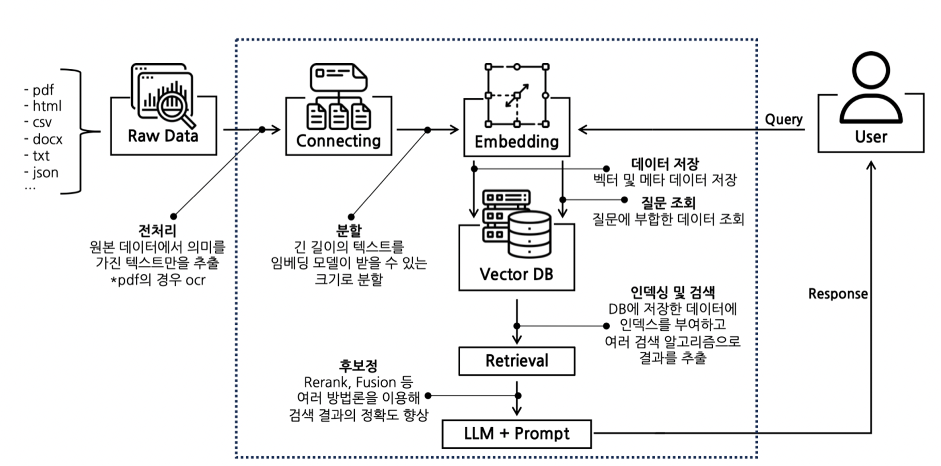 - pdf
- html
- csv
- docx
- txt
- json
...
Raw Data
Connecting
Embedding
Query
User
전처리
원본 데이터에서 의미를
가진 텍스트만을 추출
*pdf의 경우 ocr
분할
긴 길이의 텍스트를
임베딩 모델이 받을 수 있는
크기로 분할
데이터 저장
벡터 및 메타 데이터 저장
질문 조회
질문에 부합한 데이터 조회
Vector DB
인덱싱 및 검색
DB에 저장한 데이터에
인덱스를 부여하고
여러 검색 알고리즘으로
결과를 추출
Response
Retrieval
후보정
Rerank, Fusion 등
여러 방법론을 이용해
검색 결과의 정확도 향상
LLM + Prompt